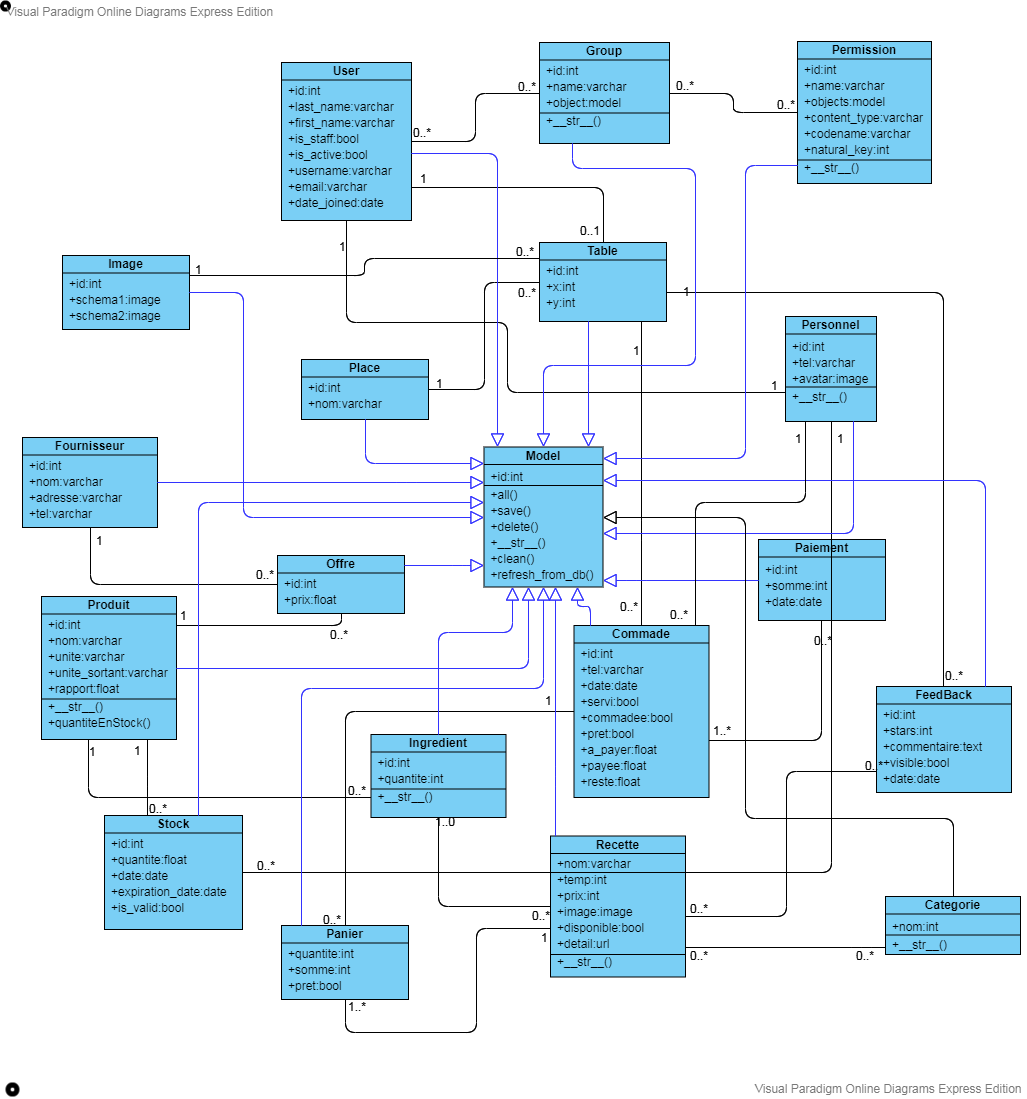 Visual Paradigm Online Diagrams Express Edition
User
+id:int
+last_name:varchar
+first_name:varchar
+is_staff:bool
+is_active:bool
+username:varchar
+email:varchar
+date_joined:date
Group
+id:int
+name:varchar
+object:model
+__str__()
Permission
+id:int
+name:varchar
+objects:model
+content_type:varchar
+codename:varchar
+natural_key:int
+__str__()
0..*
0..*
0..*
0..*
1
0..1
1
Image
+id:int
+schema1:image
+schema2:image
1
0..*
0..*
Table
+id:int
+x:int
+y:int
1
1
Personnel
+id:int
+tel:varchar
+avatar:image
+__str__()
1
1
1
Place
+id:int
+nom:varchar
1
Fournisseur
+id:int
+nom:varchar
+adresse:varchar
+tel:varchar
1
Model
+id:int
+all()
+save()
+delete()
+__str__()
+clean()
+refresh_from_db()
Paiement
+id:int
+somme:int
+date:date
0..*
Offre
+id:int
+prix:float
0..*
0..*
Produit
+id:int
+nom:varchar
+unite:varchar
+unite_sortant:varchar
+rapport:float
+__str__()
+quantiteEnStock()
1
1
1
0..*
0..*
Commade
+id:int
+tel:varchar
+date:date
+servi:bool
+commadee:bool
+pret:bool
+a_payer:float
+payee:float
+reste:float
1
1..*
0..*
FeedBack
+id:int
+stars:int
+commentaire:text
+visible:bool
+date:date
0..*
Ingredient
+id:int
+quantite:int
+__str__()
0..*
1..0
0..*
Stock
+id:int
+quantite:float
+date:date
+expiration_date:date
+is_valid:bool
0..*
Recette
+nom:varchar
+temp:int
+prix:int
+image:image
+disponible:bool
+detail:url
+__str__()
0..*
1
0..*
0..*
0..*
Categorie
+nom:int
+__str__()
0..*
Panier
+quantite:int
+somme:int
+pret:bool
1..*
Visual Paradigm Online Diagrams Express Edition